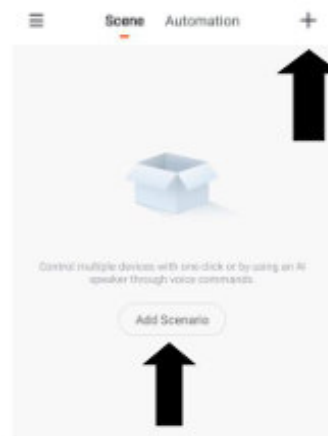 Scene Automation
Control multiple devices with one-click or by using an AI
speaker through voice commands.
Add Scenario